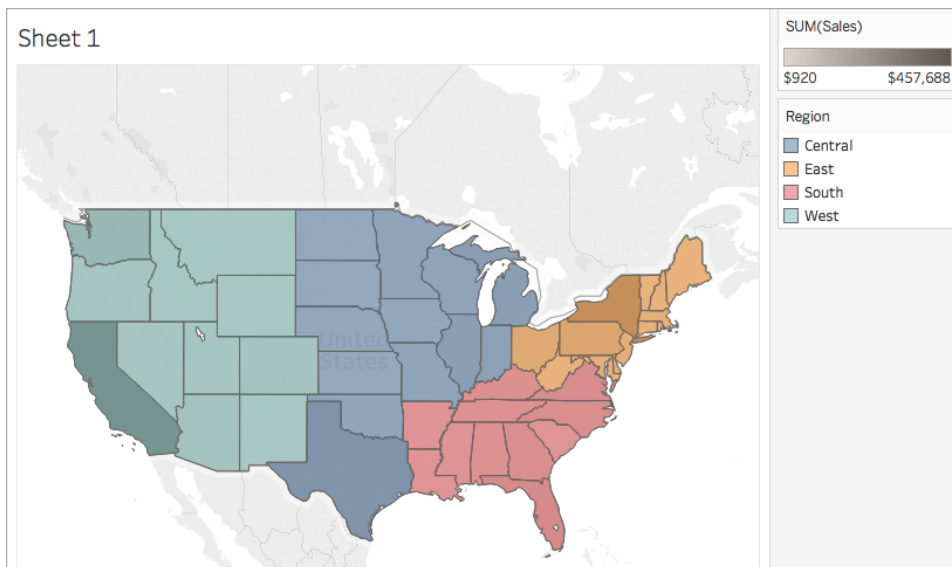 Sheet 1
United
States
SUM(Sales)
$920 $457,688
Region
Central
East
South
West